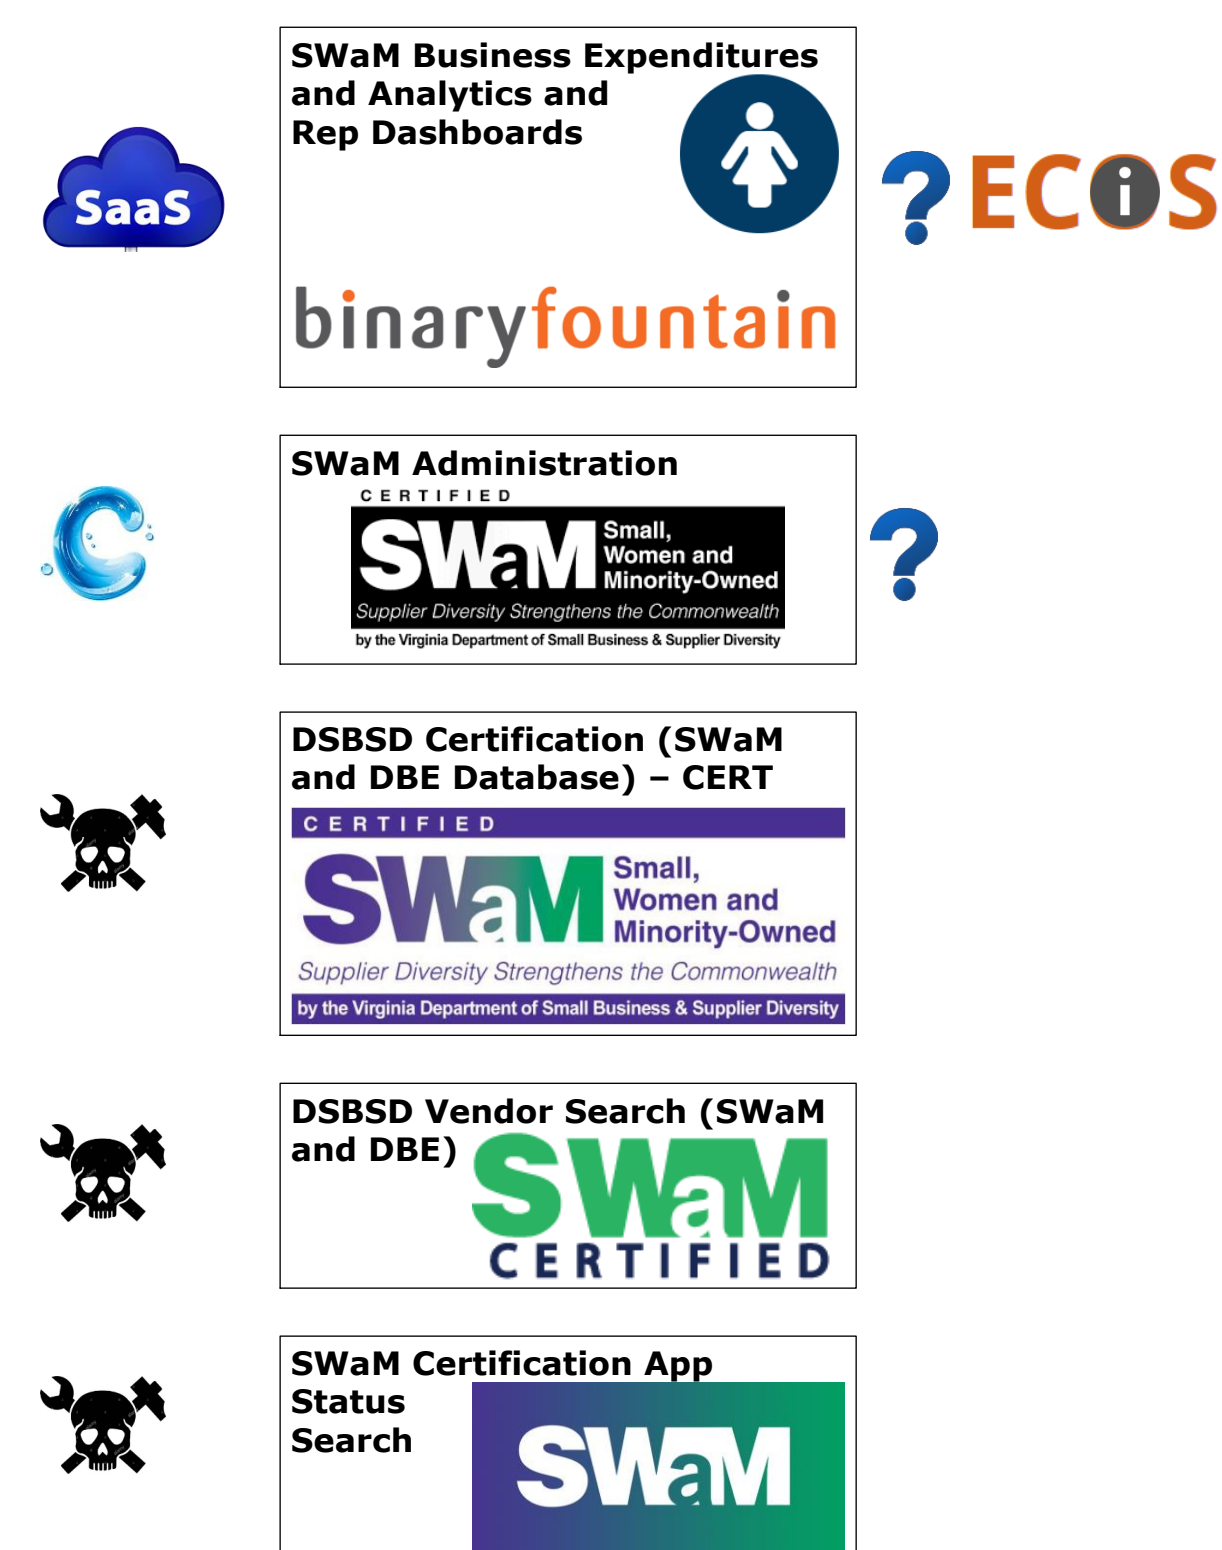 SWaM Business Expenditures
and Analytics and
Rep Dashboards
SaaS
? ECiS
binaryfountain
SWaM Administration
CERTIFIED
C
SWaM
Small,
Women and
Minority-Owned
?
Supplier Diversity Strengthens the Commonwealth
by the Virginia Department of Small Business & Supplier Diversity
DSBSD Certification (SWaM
and DBE Database) – CERT
CERTIFIED
SWaM
Small,
Women and
Minority-Owned
Supplier Diversity Strengthens the Commonwealth
by the Virginia Department of Small Business & Supplier Diversity
DSBSD Vendor Search (SWaM
and DBE)
SWaM
CERTIFIED
SWaM Certification App
Status
Search
SWaM